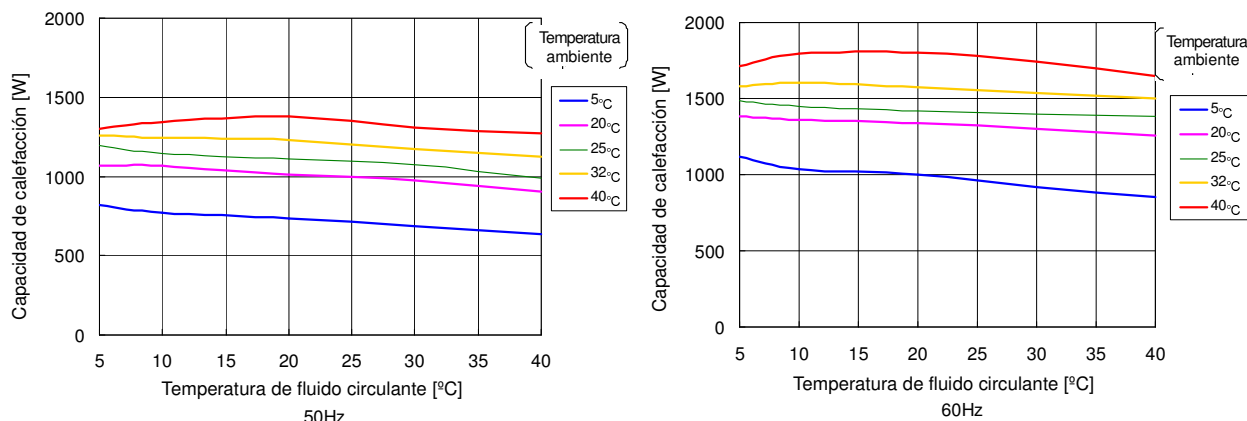 2000
1500
1000
500
0
Capacidad de calefacción [W]
5 10 15 20 25 30 35 40
Temperatura de fluido circulante [ºC]
50Hz
Temperatura
ambiente
5°C
20°C
25°C
32°C
40°C
2000
1500
1000
500
0
Capacidad de calefacción [W]
5 10 15 20 25 30 35 40
Temperatura de fluido circulante [ºC]
60Hz
Temperatura
ambiente
5°C
20°C
25°C
32°C
40°C